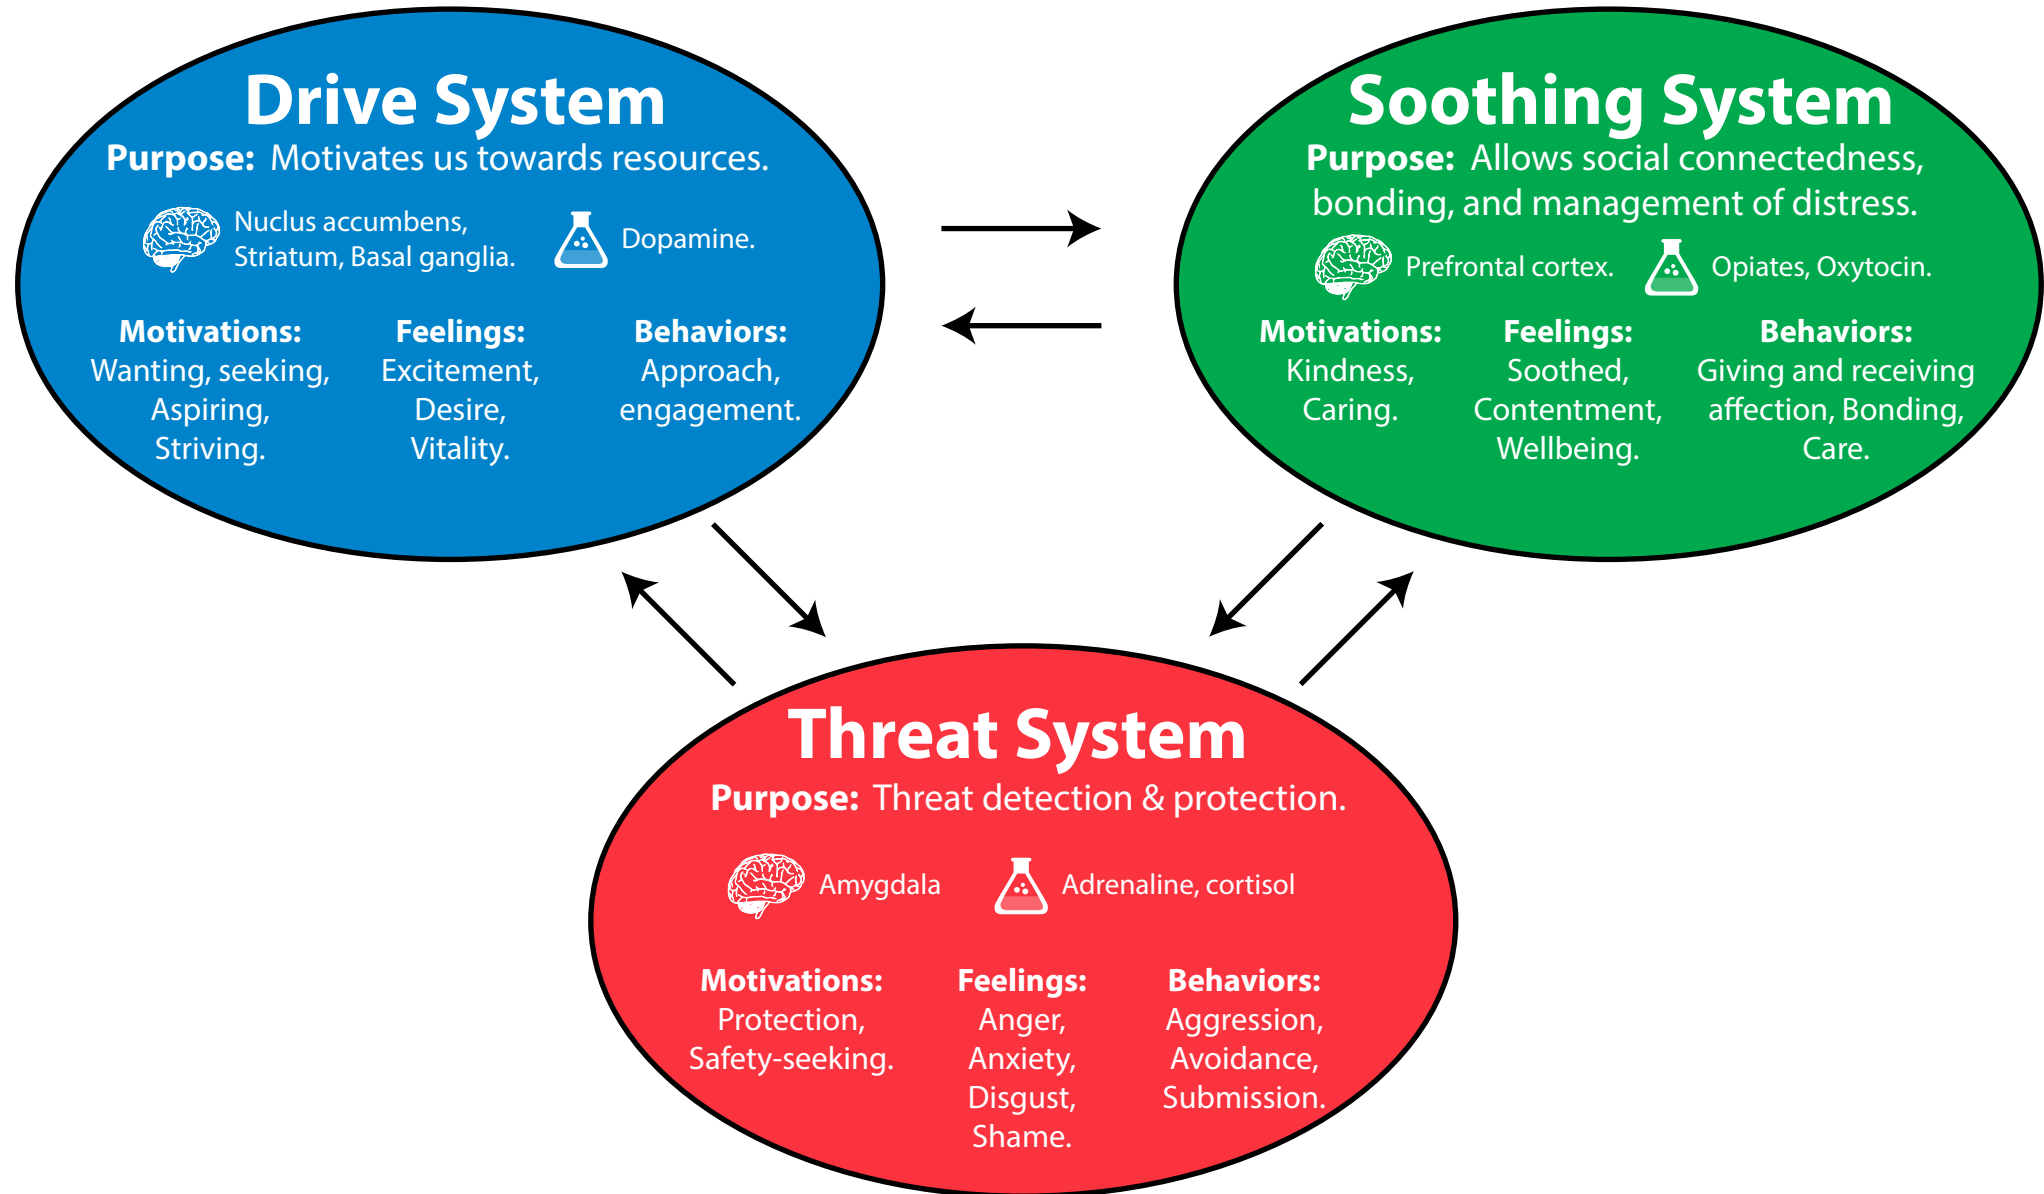 Drive System
Purpose: Motivates us towards resources.
Nuclus accumbens,
Striatum, Basal ganglia.
Dopamine.
Motivations:
Wanting, seeking,
Aspiring,
Striving.
Feelings:
Excitement,
Desire,
Vitality.
Behaviors:
Approach,
engagement.
Soothing System
Purpose: Allows social connectedness,
bonding, and management of distress.
Prefrontal cortex.
Opiates, Oxytocin.
Motivations:
Kindness,
Caring.
Feelings:
Soothed,
Contentment,
Wellbeing.
Behaviors:
Giving and receiving
affection, Bonding,
Care.
Threat System
Purpose: Threat detection & protection.
Amygdala
Adrenaline, cortisol
Motivations:
Protection,
Safety-seeking.
Feelings:
Anger,
Anxiety,
Disgust,
Shame.
Behaviors:
Aggression,
Avoidance,
Submission.